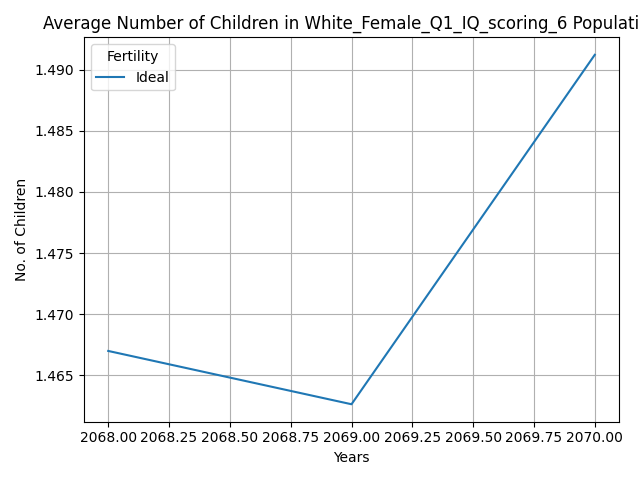 Average Number of Children in White_Female_Q1_IQ_scoring_6 Populati
Fertility
Ideal
No. of Children
1.490
1.485
1.480
1.475
1.470
1.465
2068.00 2068.25 2068.50 2068.75 2069.00 2069.25 2069.50 2069.75 2070.00
Years